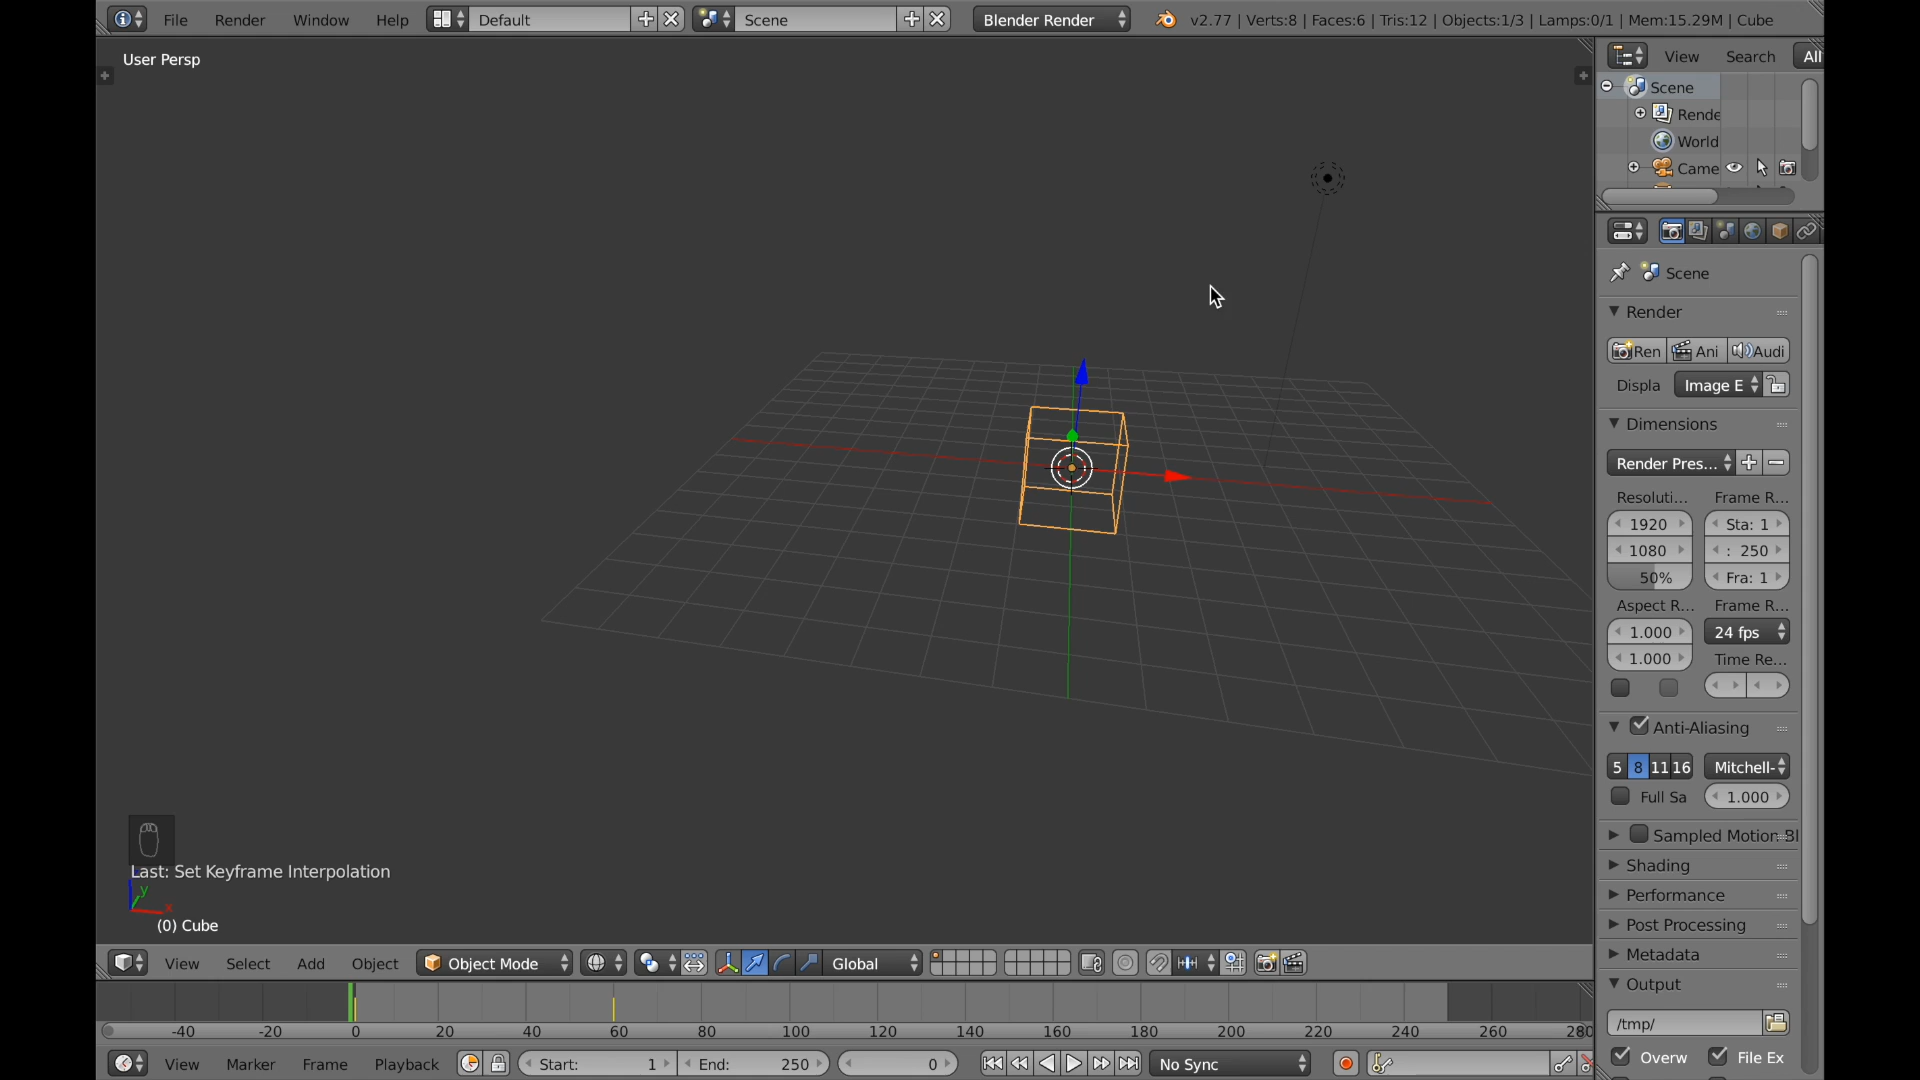 File Render Window Help Default Scene Blender Render v2.77 | Verts:8 | Faces:6 | Tris:12 | Objects:1/3 | Lamps:0/1 | Mem:15.29M | Cube
User Persp
View Search All
Scene
Rende
World
Came
Scene
Render
Ren Ani Audi
Displa Image E
Dimensions
Render Pres...
Resoluti... Frame R...
1920 Sta: 1
1080 : 250
50% Fra: 1
Aspect R... Frame R...
1.000 24 fps
1.000 Time Re...
Anti-Aliasing
5 8 11 16 Mitchell-
Full Sa 1.000
Sampled Motion Bl
Shading
Performance
Post Processing
Metadata
Output
/tmp/
Overw File Ex
Last: Set Keyframe Interpolation
y
x
(0) Cube
View Select Add Object Object Mode Global
-40 -20 0 20 40 60 80 100 120 140 160 180 200 220 240 260 280
View Marker Frame Playback Start: 1 End: 250 0 No Sync